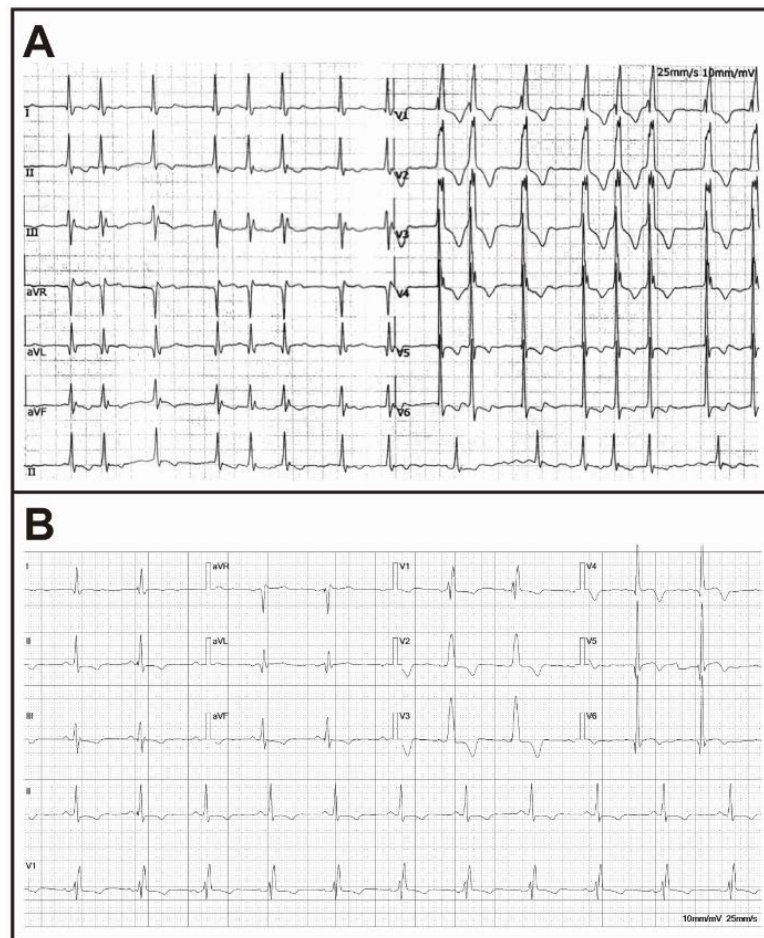 A
25mm/s 10mm/mV
I
V1
II
V2
III
V3
aVR
V4
aVL
V5
aVF
V6
II
B
I
aVR
V1
V4
II
aVL
V2
V5
III
aVF
V3
V6
II
V1
10mm/mV 25mm/s